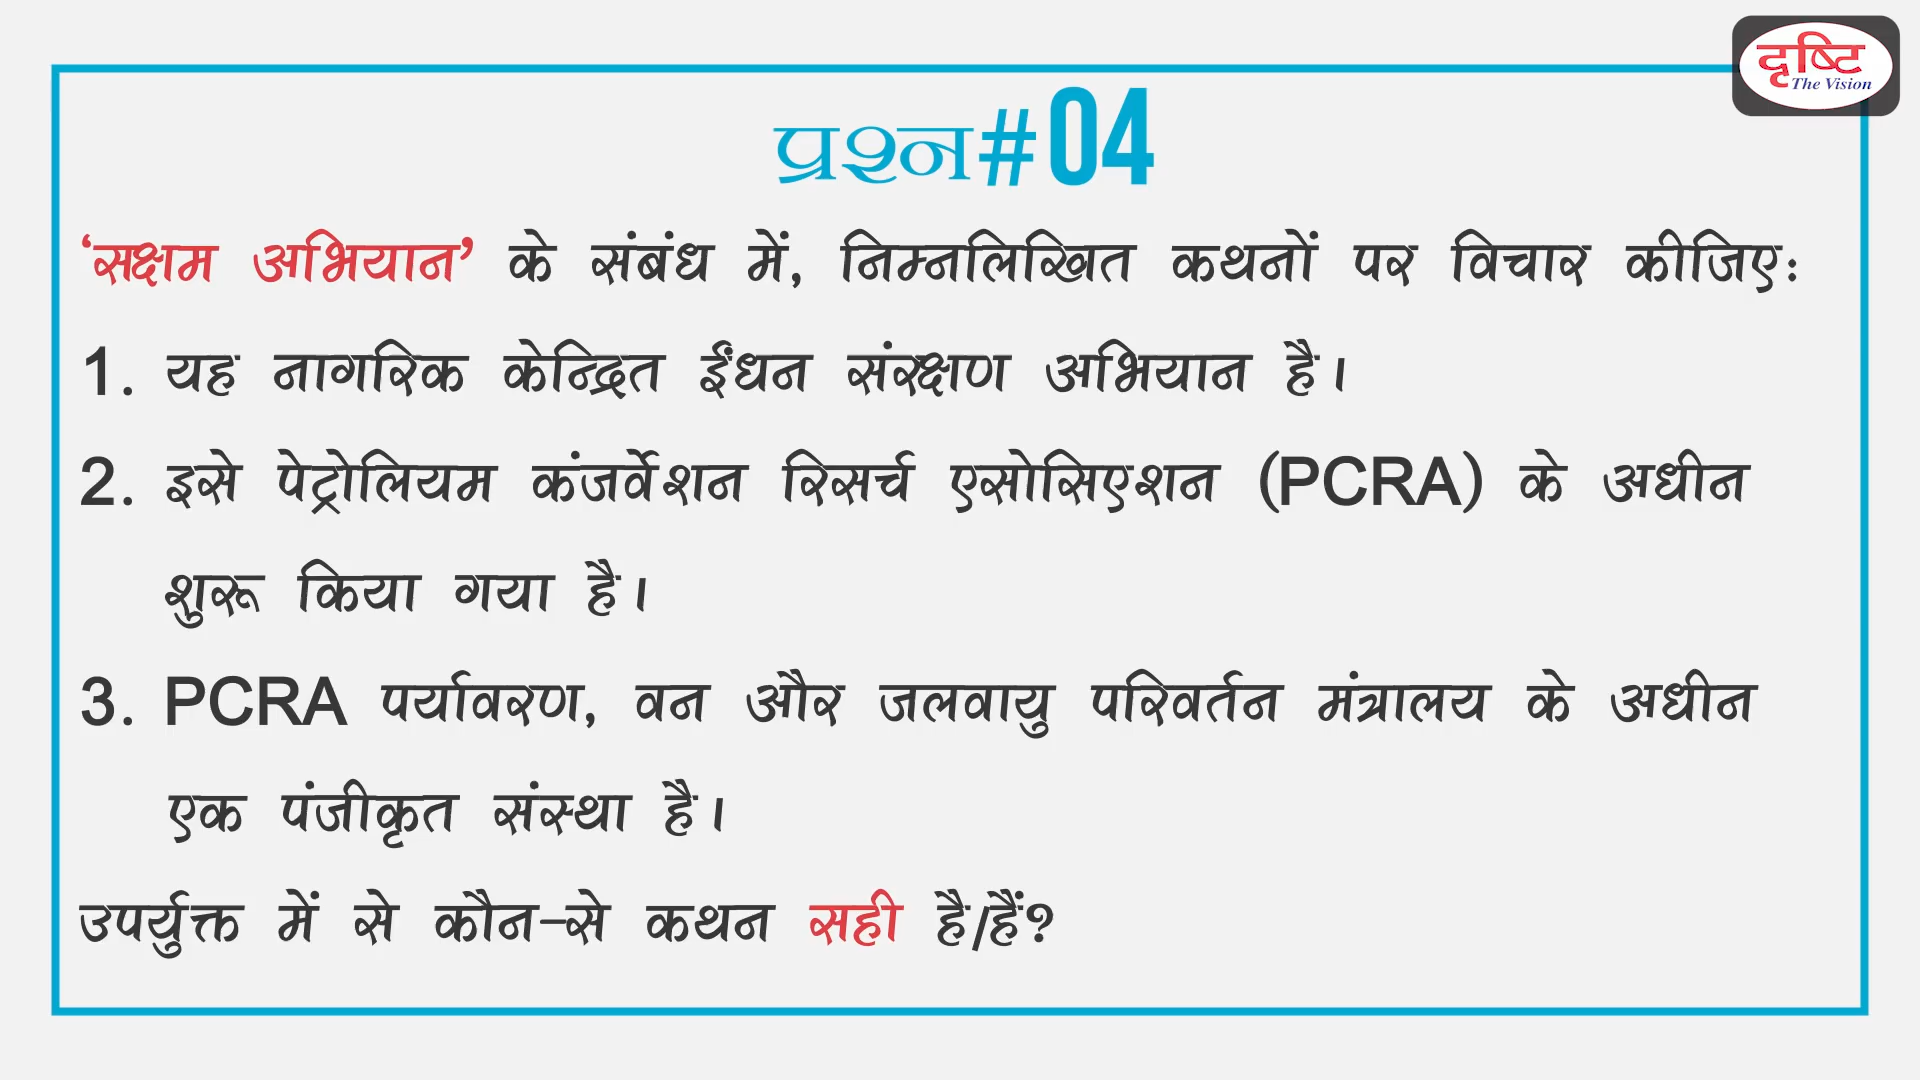 दृष्टि
The Vision
प्रश्न#04
‘सक्षम अभियान’ के संबंध में, निम्नलिखित कथनों पर विचार कीजिए:
1. यह नागरिक केन्द्रित ईंधन संरक्षण अभियान है।
2. इसे पेट्रोलियम कंजर्वेशन रिसर्च एसोसिएशन (PCRA) के अधीन
शुरू किया गया है।
3. PCRA पर्यावरण, वन और जलवायु परिवर्तन मंत्रालय के अधीन
एक पंजीकृत संस्था है।
उपर्युक्त में से कौन-से कथन सही है/हैं?